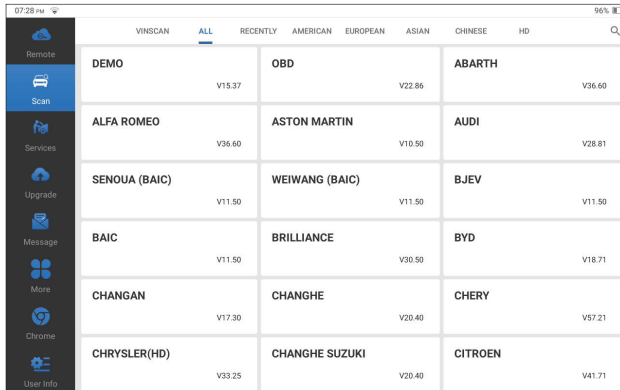 07:28 PM 96%
VINSCAN ALL RECENTLY AMERICAN EUROPEAN ASIAN CHINESE HD
Remote
Scan
Services
Upgrade
Message
More
Chrome
User Info
DEMO
V15.37
OBD
V22.86
ABARTH
V36.60
ALFA ROMEO
V36.60
ASTON MARTIN
V10.50
AUDI
V28.81
SENOUA (BAIC)
V11.50
WEIWANG (BAIC)
V11.50
BJEV
V11.50
BAIC
V11.50
BRILLIANCE
V30.50
BYD
V18.71
CHANGAN
V17.30
CHANGHE
V20.40
CHERY
V57.21
CHRYSLER(HD)
V33.25
CHANGHE SUZUKI
V20.40
CITROEN
V41.71